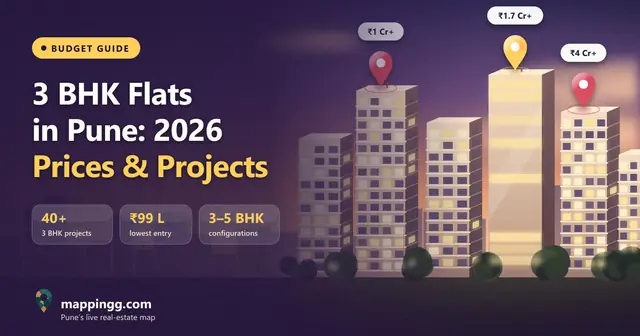 BUDGET GUIDE
3 BHK Flats
in Pune: 2026
Prices & Projects
40+
3 BHK projects
₹99 L
lowest entry
3–5 BHK
configurations
mappingg.com
Pune's live real-estate map
₹1 Cr+
₹1.7 Cr+
₹4 Cr+